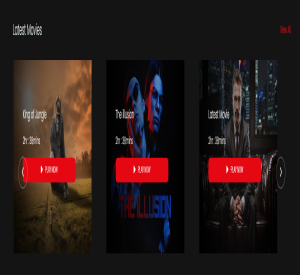 Latest Movies
View All
King of Jungle
2hr : 38mins
PLAY NOW
The Illusion
2hr : 38mins
PLAY NOW
THE ILLUSION
Latest Movie
2hr : 38mins
PLAY NOW